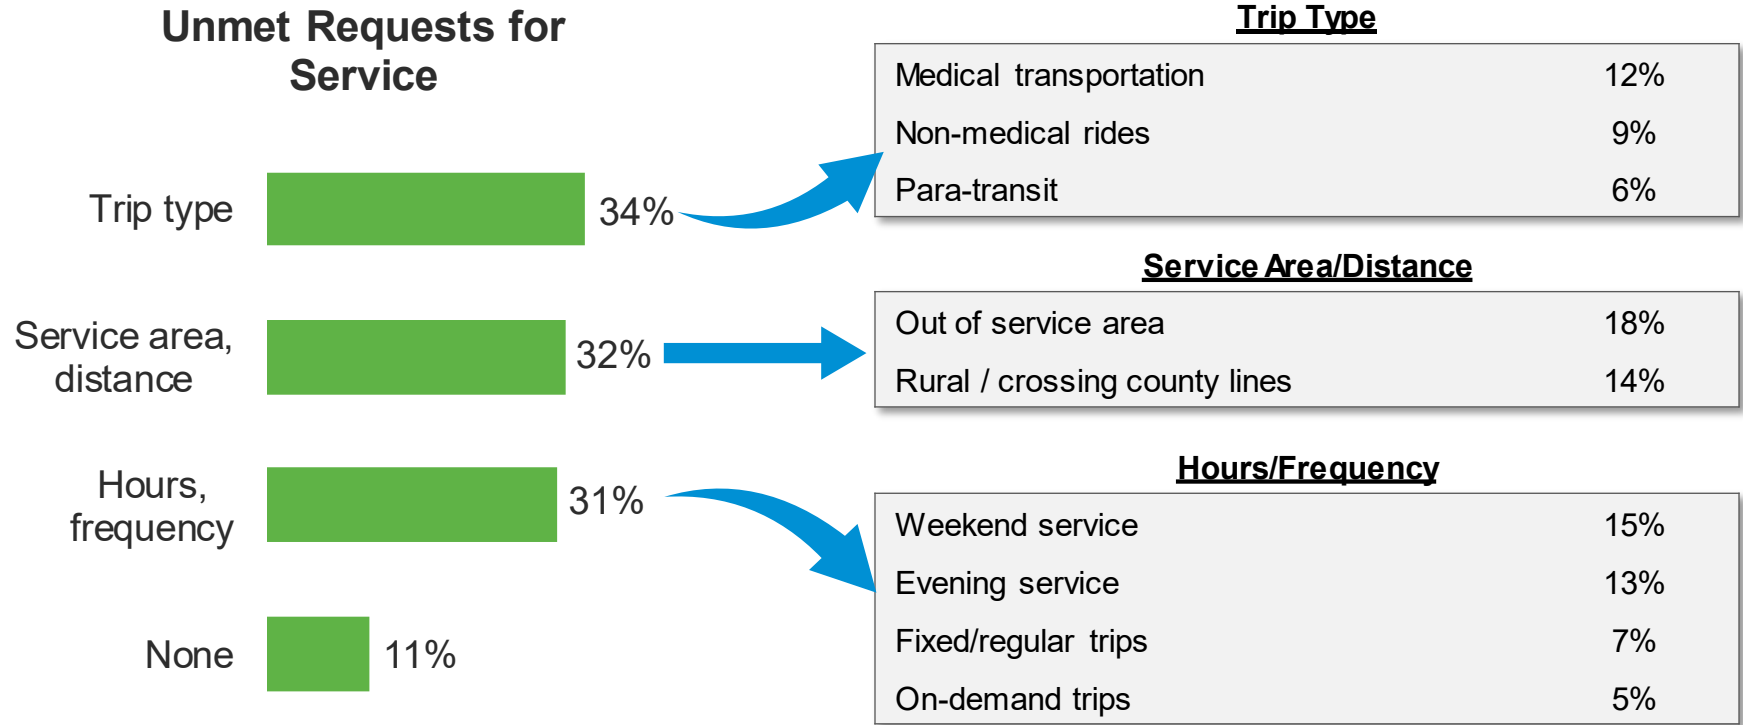 Unmet Requests for
Service
Trip type
34%
Service area,
distance
32%
Hours,
frequency
31%
None
11%
Trip Type
Medical transportation 12%
Non-medical rides 9%
Para-transit 6%
Service Area/Distance
Out of service area 18%
Rural / crossing county lines 14%
Hours/Frequency
Weekend service 15%
Evening service 13%
Fixed/regular trips 7%
On-demand trips 5%